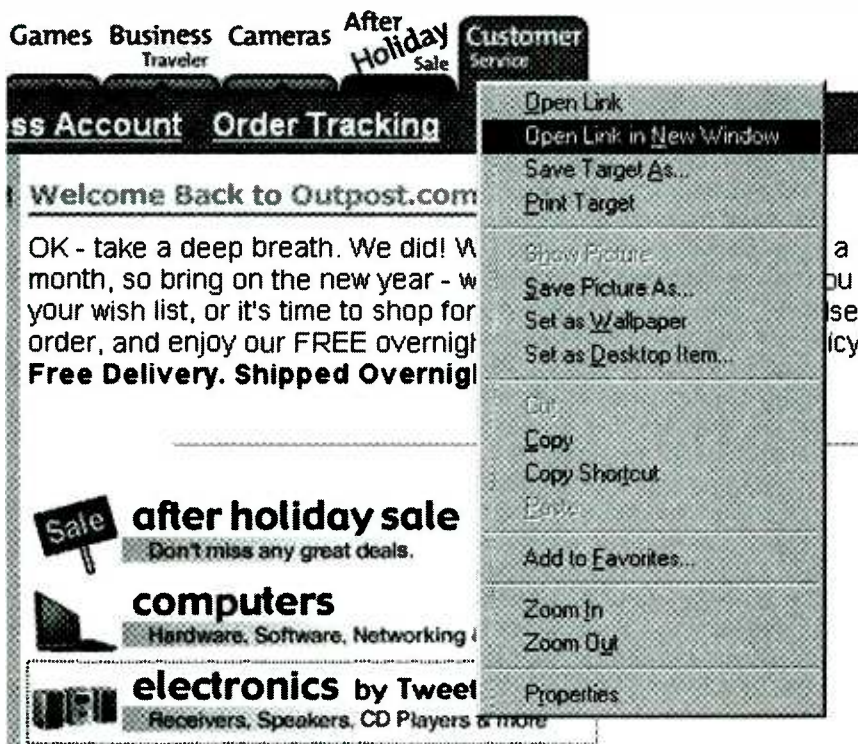 Games Business Traveler Cameras After Holiday Sale Customer Service
ss Account Order Tracking
Welcome Back to Outpost.com
OK - take a deep breath. We did! W
a
month, so bring on the new year - w
ou
your wish list, or it's time to shop for
lse
order, and enjoy our FREE overnigh
icy
Free Delivery. Shipped Overnigh
Sale
after holiday sale
Don't miss any great deals.
computers
Hardware, Software, Networking &
electronics by Tweet
Receivers, Speakers, CD Players & more
Open Link
Open Link in New Window
Save Target As...
Print Target
Show Picture
Save Picture As...
Set as Wallpaper
Set as Desktop Item...
Cut
Copy
Copy Shortcut
Paste
Add to Favorites...
Zoom In
Zoom Out
Properties